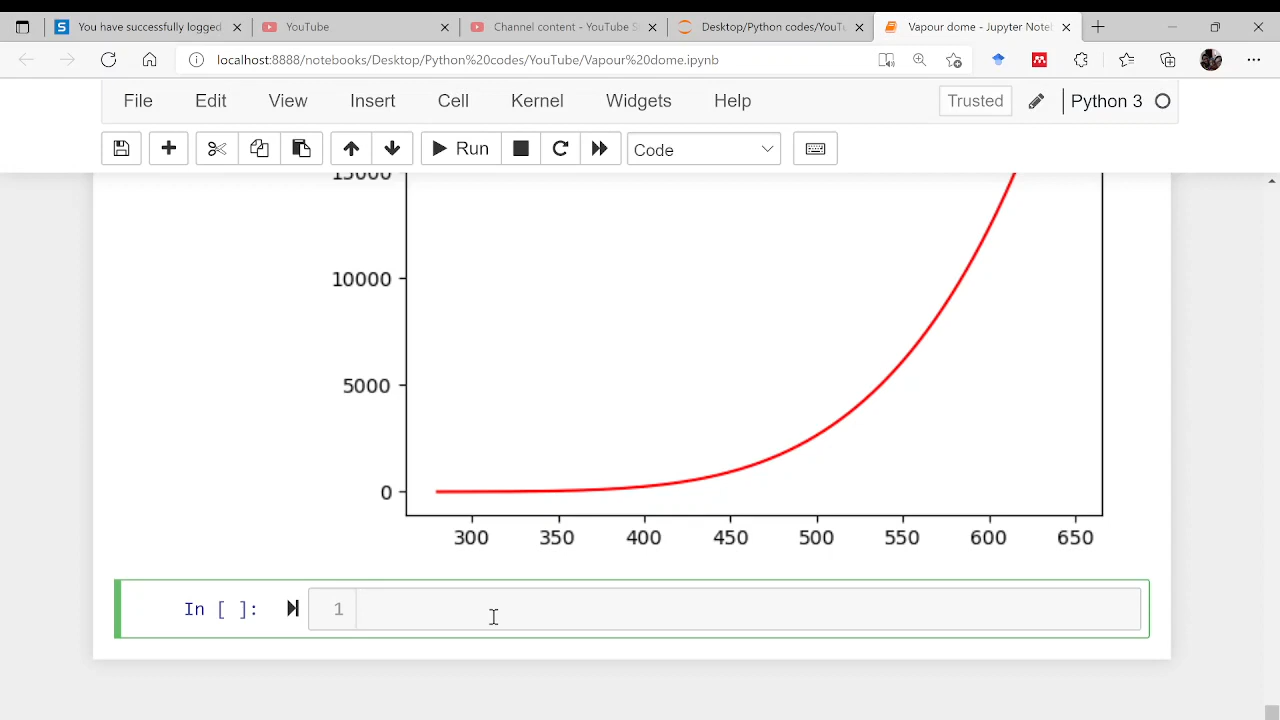 You have successfully logged
YouTube
Channel content - YouTube S
Desktop/Python codes/YouTu
Vapour dome - Jupyter Noteb
localhost:8888/notebooks/Desktop/Python%20codes/YouTube/Vapour%20dome.ipynb
File Edit View Insert Cell Kernel Widgets Help
Trusted
Python 3
Run
Code
15000
10000
5000
0
300 350 400 450 500 550 600 650
In [ ]:
1